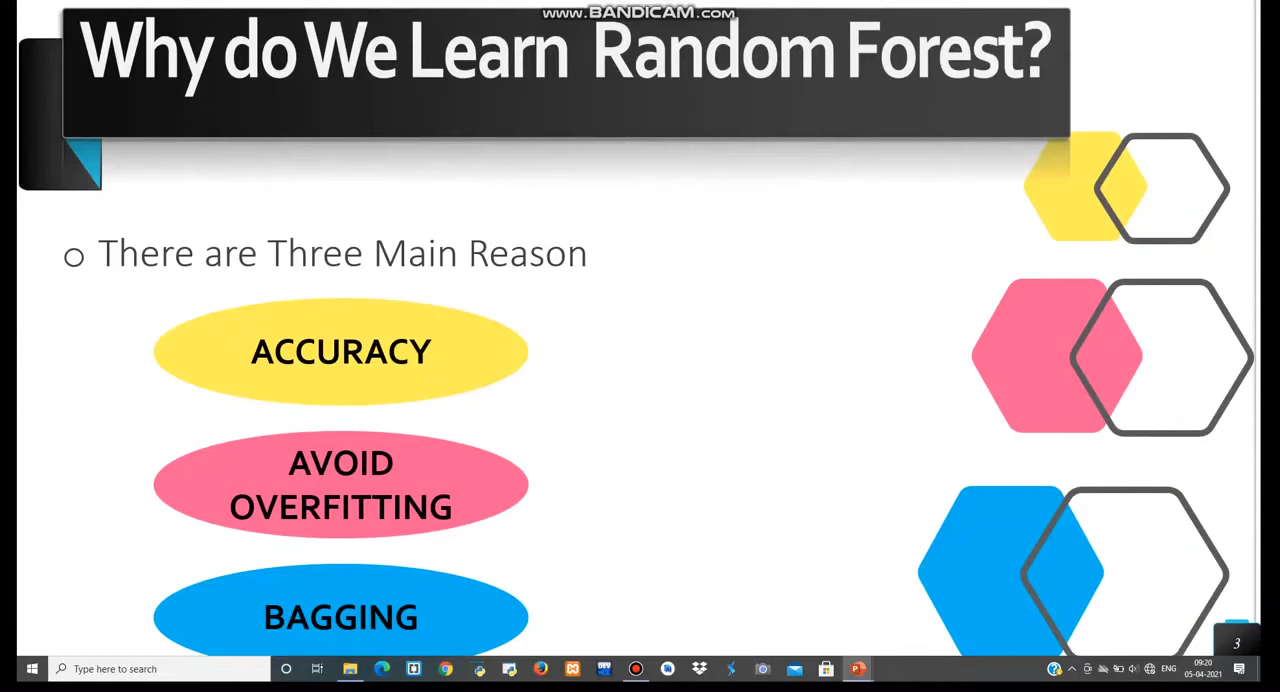 www.BANDICAM.com
Why do We Learn Random Forest?
o There are Three Main Reason
ACCURACY
AVOID
OVERFITTING
BAGGING
3
Type here to search
ENG
09:20
05-04-2021